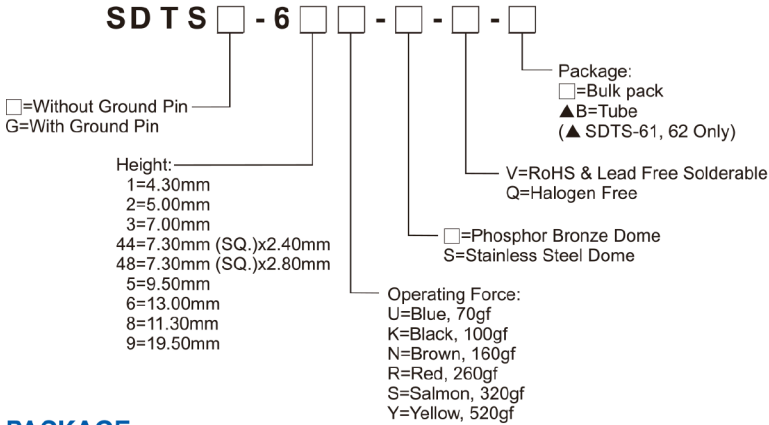 SDTS□ - 6□□ - □ - □ - □
□=Without Ground Pin
G=With Ground Pin
Height:
1=4.30mm
2=5.00mm
3=7.00mm
44=7.30mm (SQ.)x2.40mm
48=7.30mm (SQ.)x2.80mm
5=9.50mm
6=13.00mm
8=11.30mm
9=19.50mm
Operating Force:
U=Blue, 70gf
K=Black, 100gf
N=Brown, 160gf
R=Red, 260gf
S=Salmon, 320gf
Y=Yellow, 520gf
□=Phosphor Bronze Dome
S=Stainless Steel Dome
V=RoHS & Lead Free Solderable
Q=Halogen Free
Package:
□=Bulk pack
▲B=Tube
(▲ SDTS-61, 62 Only)
PACKAGE